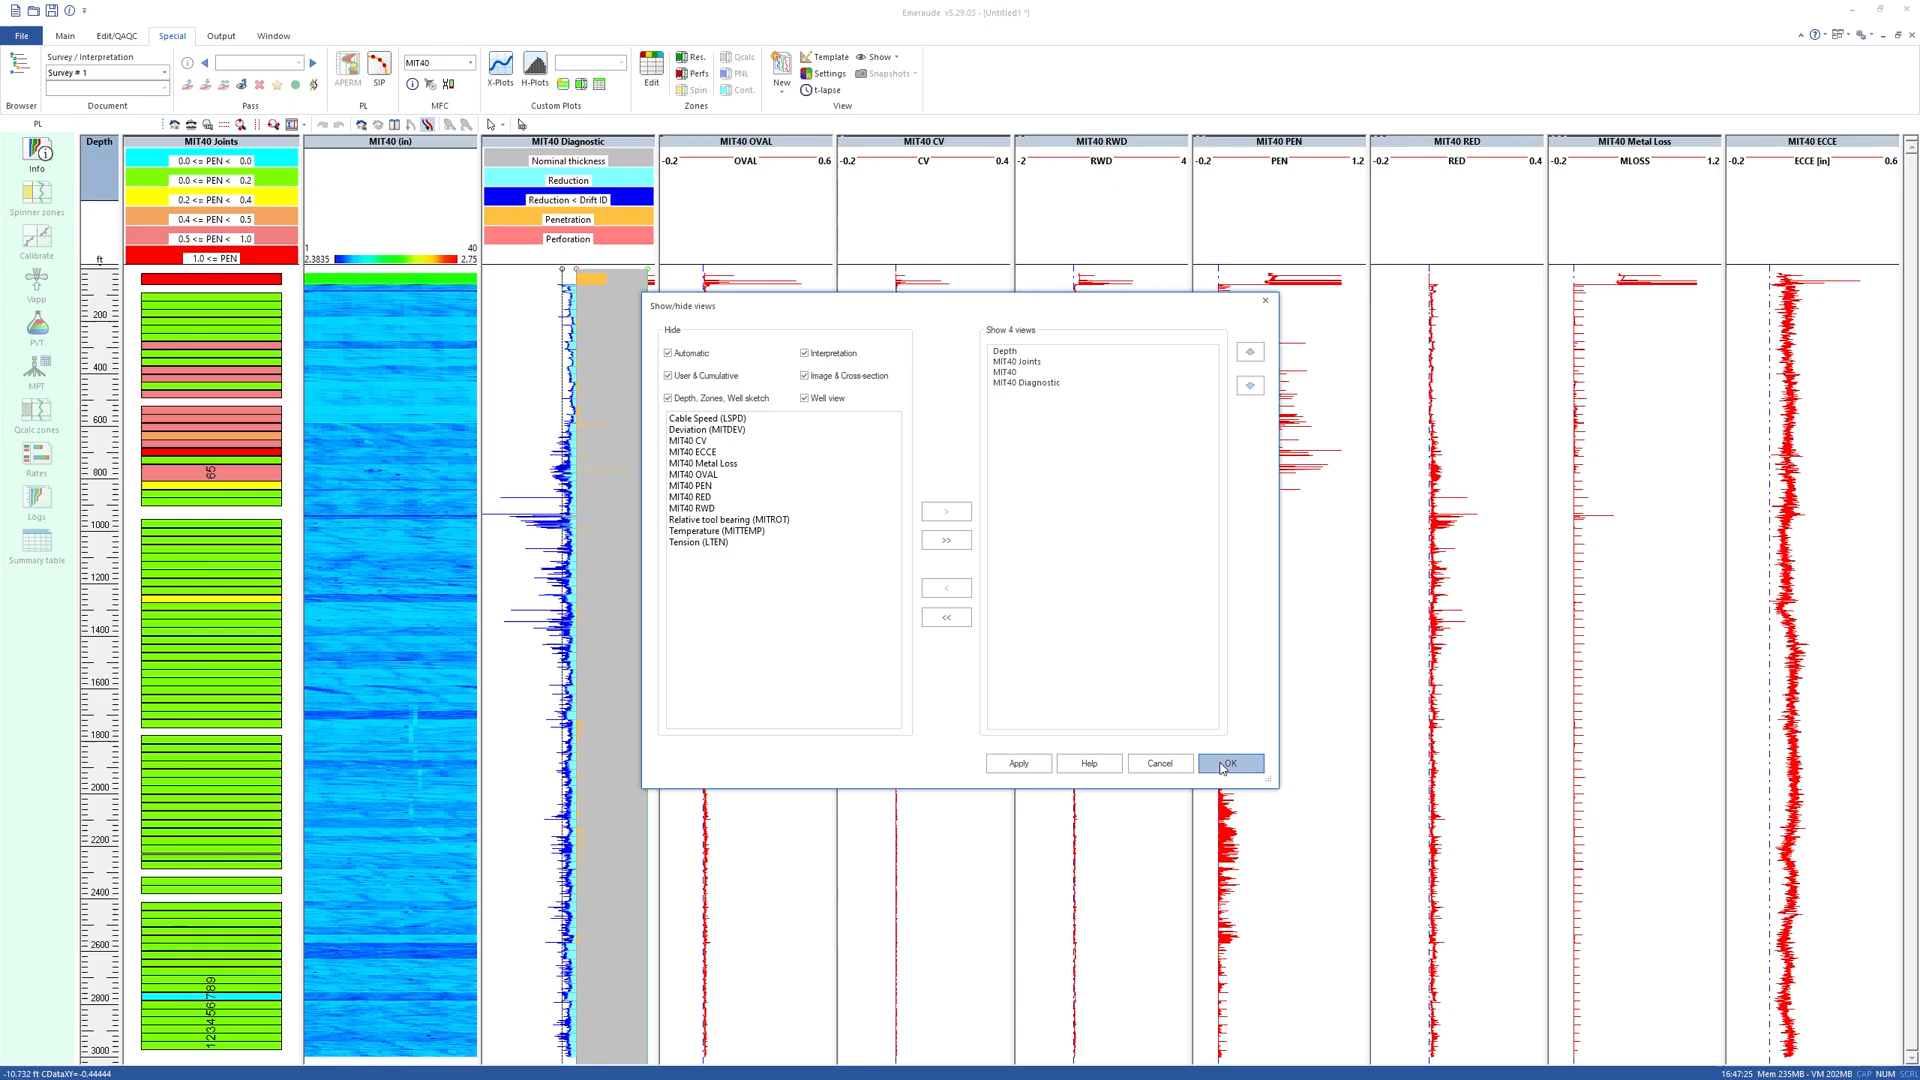 Emeraude v5.29.03 - [Untitled1 *]
File Main Edit/QAQC Special Output Window
Browser
Survey / Interpretation
Survey # 1
Document
Pass
APERM SIP
PL
MIT40
MFC
X-Plots H-Plots
Custom Plots
Edit
Res. Qcalc
Perfs PNL
Spin Cont.
Zones
New
Template Show
Settings Snapshots
t-lapse
View
PL
Info
Spinner zones
Calibrate
Vapp
PVT
MPT
Qcalc zones
Rates
Logs
Summary table
Depth MIT40 Joints MIT40 (in) MIT40 Diagnostic MIT40 OVAL MIT40 CV MIT40 RWD MIT40 PEN MIT40 RED MIT40 Metal Loss MIT40 ECCE
ft
0.0 <= PEN < 0.0
0.0 <= PEN < 0.2
0.2 <= PEN < 0.4
0.4 <= PEN < 0.5
0.5 <= PEN < 1.0
1.0 <= PEN
1 40
2.3835 2.75
Nominal thickness
Reduction
Reduction < Drift ID
Penetration
Perforation
-0.2 OVAL 0.6
-0.2 CV 0.4
-2 RWD 4
-0.2 PEN 1.2
-0.2 RED 0.4
-0.2 MLOSS 1.2
-0.2 ECCE [in] 0.6
200
400
600
800
1000
1200
1400
1600
1800
2000
2200
2400
2600
2800
3000
65
123456789
Show/hide views
Hide
Automatic Interpretation
User & Cumulative Image & Cross-section
Depth, Zones, Well sketch Well view
Cable Speed (LSPD)
Deviation (MITDEV)
MIT40 CV
MIT40 ECCE
MIT40 Metal Loss
MIT40 OVAL
MIT40 PEN
MIT40 RED
MIT40 RWD
Relative tool bearing (MITROT)
Temperature (MITTEMP)
Tension (LTEN)
>
>>
<
<<
Show 4 views
Depth
MIT40 Joints
MIT40
MIT40 Diagnostic
Apply Help Cancel OK
-10.732 ft CDataXY=-0.44444
16:47:25 Mem 235MB - VM 202MB CAP NUM SCRL